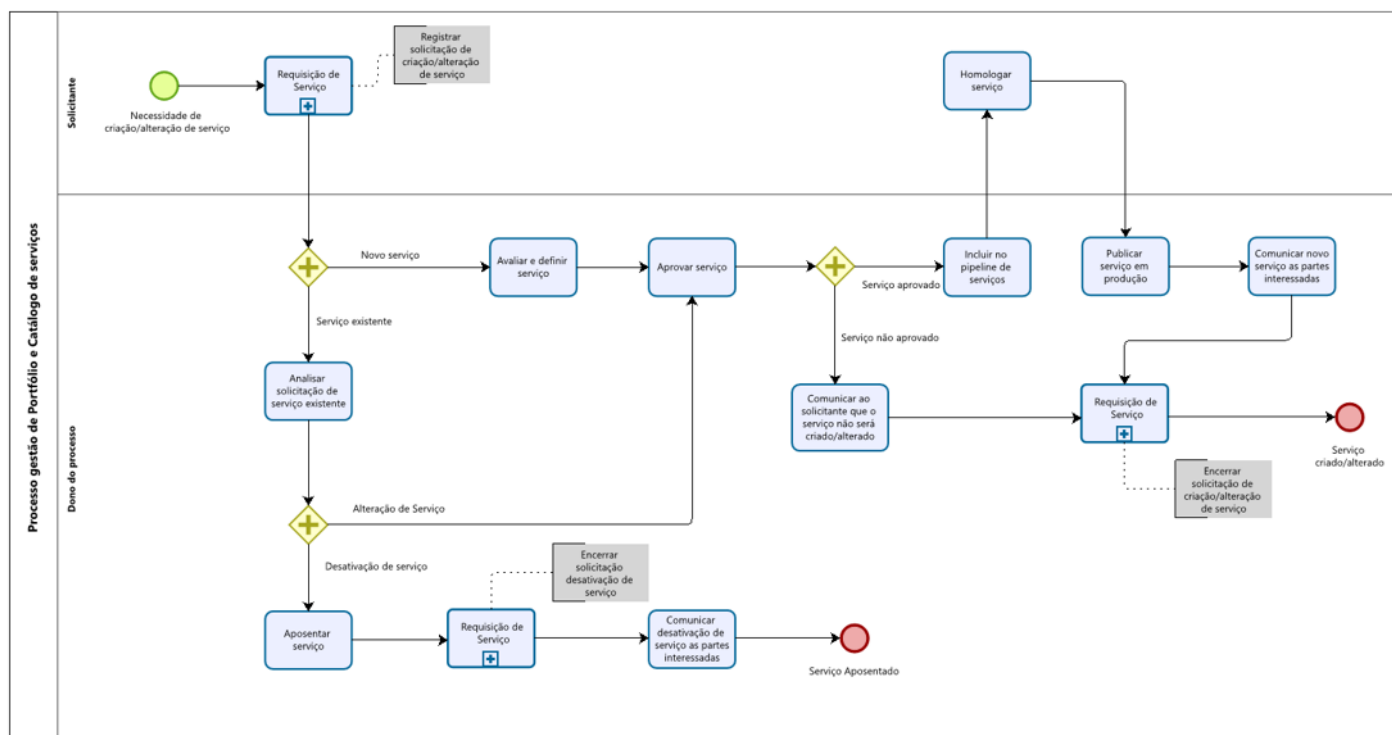 Processo gestão de Portfólio e Catálogo de serviços
Solicitante
Necessidade de
criação/alteração de serviço
Requisição de
Serviço
Registrar
solicitação de
criação/alteração
de serviço
Homologar
serviço
Dono do processo
Novo serviço
Avaliar e definir
serviço
Aprovar serviço
Serviço aprovado
Incluir no
pipeline de
serviços
Publicar
serviço em
produção
Comunicar novo
serviço as partes
interessadas
Serviço existente
Serviço não aprovado
Analisar
solicitação de
serviço existente
Comunicar ao
solicitante que o
serviço não será
criado/alterado
Requisição de
Serviço
Serviço
criado/alterado
Encerrar
solicitação de
criação/alteração
de serviço
Alteração de Serviço
Desativação de serviço
Encerrar
solicitação
desativação de
serviço
Aposentar
serviço
Requisição de
Serviço
Comunicar
desativação de
serviço as partes
interessadas
Serviço Aposentado